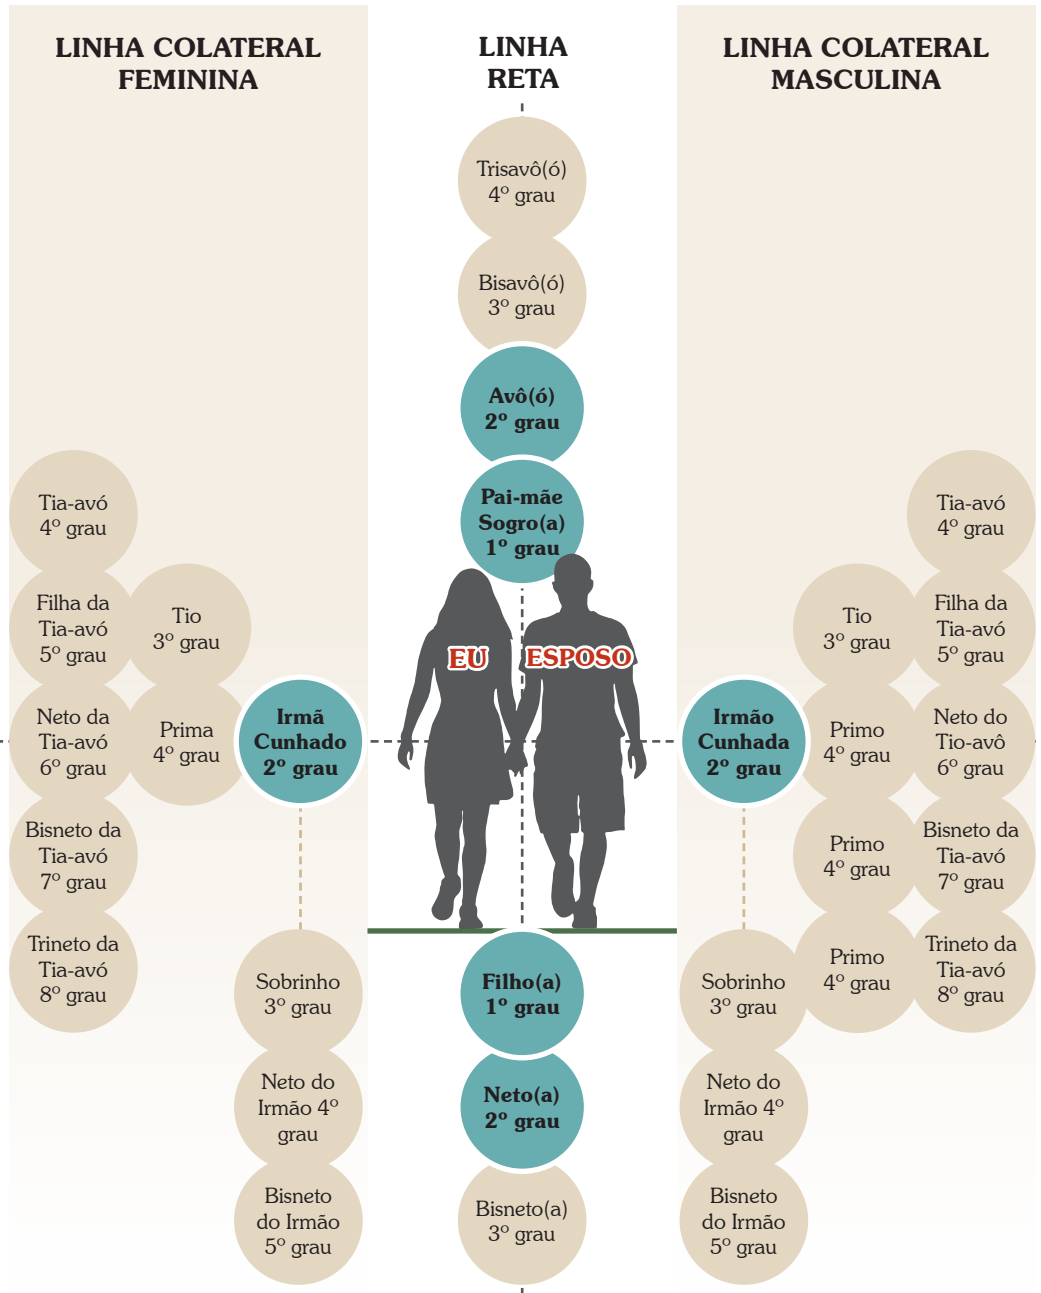 LINHA COLATERAL
FEMININA
LINHA
RETA
LINHA COLATERAL
MASCULINA
Trisavô(ó)
4º grau
Bisavô(ó)
3º grau
Avô(ó)
2º grau
Pai-mãe
Sogro(a)
1º grau
EU
ESPOSO
Filho(a)
1º grau
Neto(a)
2º grau
Bisneto(a)
3º grau
Tia-avó
4º grau
Filha da
Tia-avó
5º grau
Neto da
Tia-avó
6º grau
Bisneto da
Tia-avó
7º grau
Trineto da
Tia-avó
8º grau
Tio
3º grau
Prima
4º grau
Irmã
Cunhado
2º grau
Sobrinho
3º grau
Neto do
Irmão 4º
grau
Bisneto
do Irmão
5º grau
Irmão
Cunhada
2º grau
Sobrinho
3º grau
Neto do
Irmão 4º
grau
Bisneto
do Irmão
5º grau
Tio
3º grau
Primo
4º grau
Primo
4º grau
Primo
4º grau
Tia-avó
4º grau
Filha da
Tia-avó
5º grau
Neto do
Tio-avô
6º grau
Bisneto da
Tia-avó
7º grau
Trineto da
Tia-avó
8º grau